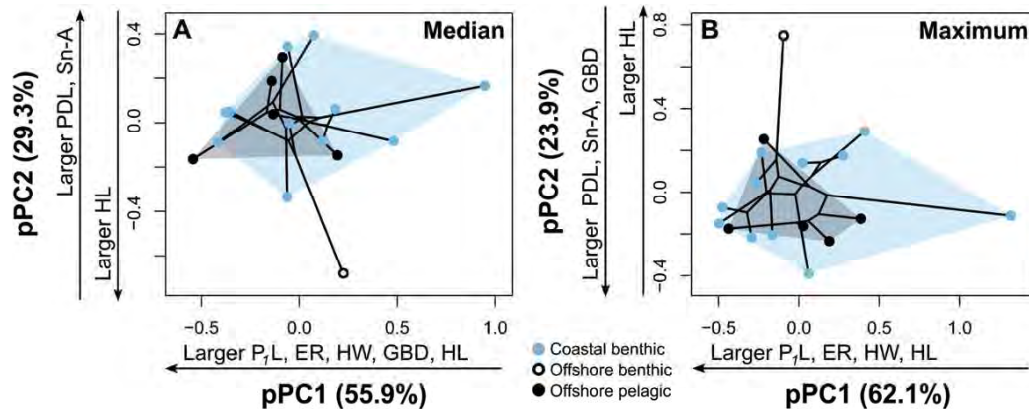 A Median
pPC2 (29.3%)
Larger PDL, Sn-A
Larger HL
0.4
0.0
−0.4
−0.5 0.0 0.5 1.0
Larger P1L, ER, HW, GBD, HL
pPC1 (55.9%)
B Maximum
pPC2 (23.9%)
Larger PDL, Sn-A, GBD
Larger HL
0.8
0.4
0.0
−0.4
−0.5 0.0 0.5 1.0
Larger P1L, ER, HW, HL
pPC1 (62.1%)
Coastal benthic
Offshore benthic
Offshore pelagic